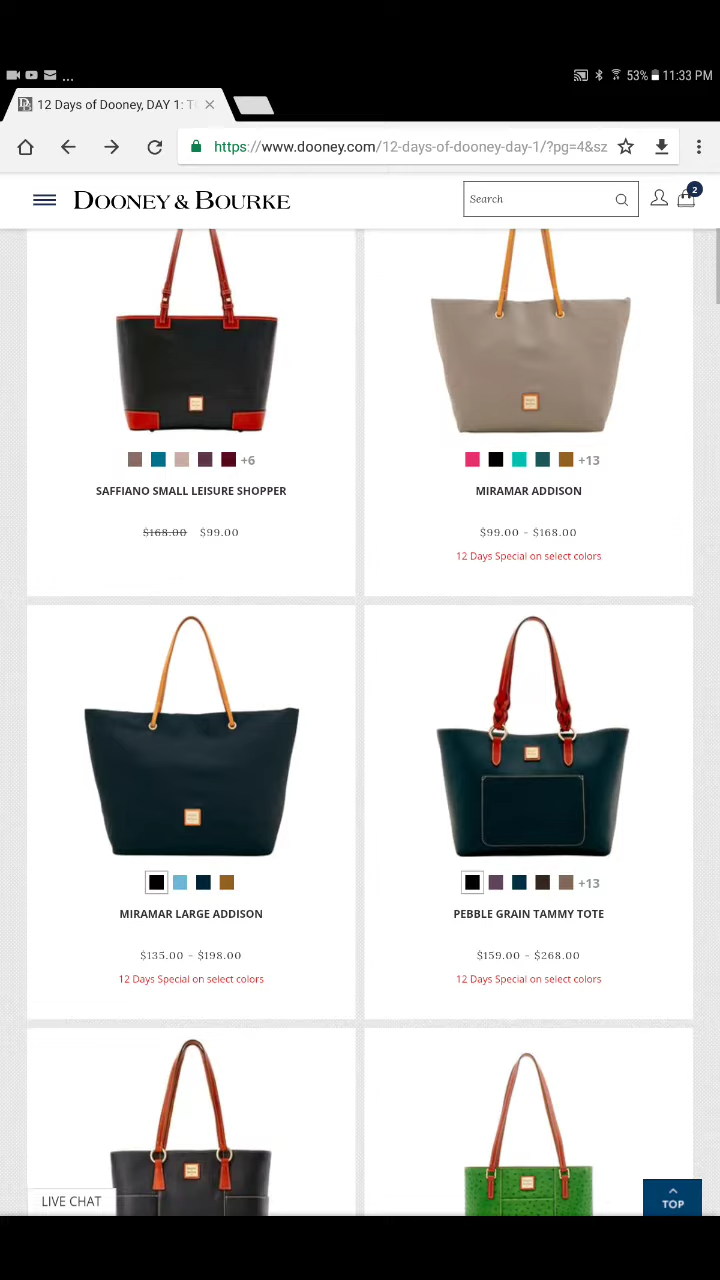 ...
53% 11:33 PM
12 Days of Dooney, DAY 1: T
https://www.dooney.com/12-days-of-dooney-day-1/?pg=4&sz
DOONEY & BOURKE
Search
2
+6
+13
SAFFIANO SMALL LEISURE SHOPPER
MIRAMAR ADDISON
$168.00 $99.00
$99.00 - $168.00
12 Days Special on select colors
+13
MIRAMAR LARGE ADDISON
PEBBLE GRAIN TAMMY TOTE
$135.00 - $198.00
$159.00 - $268.00
12 Days Special on select colors
12 Days Special on select colors
LIVE CHAT
TOP